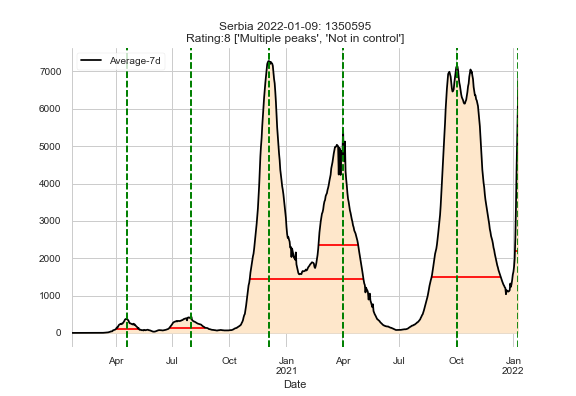 Serbia 2022-01-09: 1350595
Rating:8 ['Multiple peaks', 'Not in control']
Average-7d
7000
6000
5000
4000
3000
2000
1000
0
Apr Jul Oct Jan Apr Jul Oct Jan
2021 2022
Date